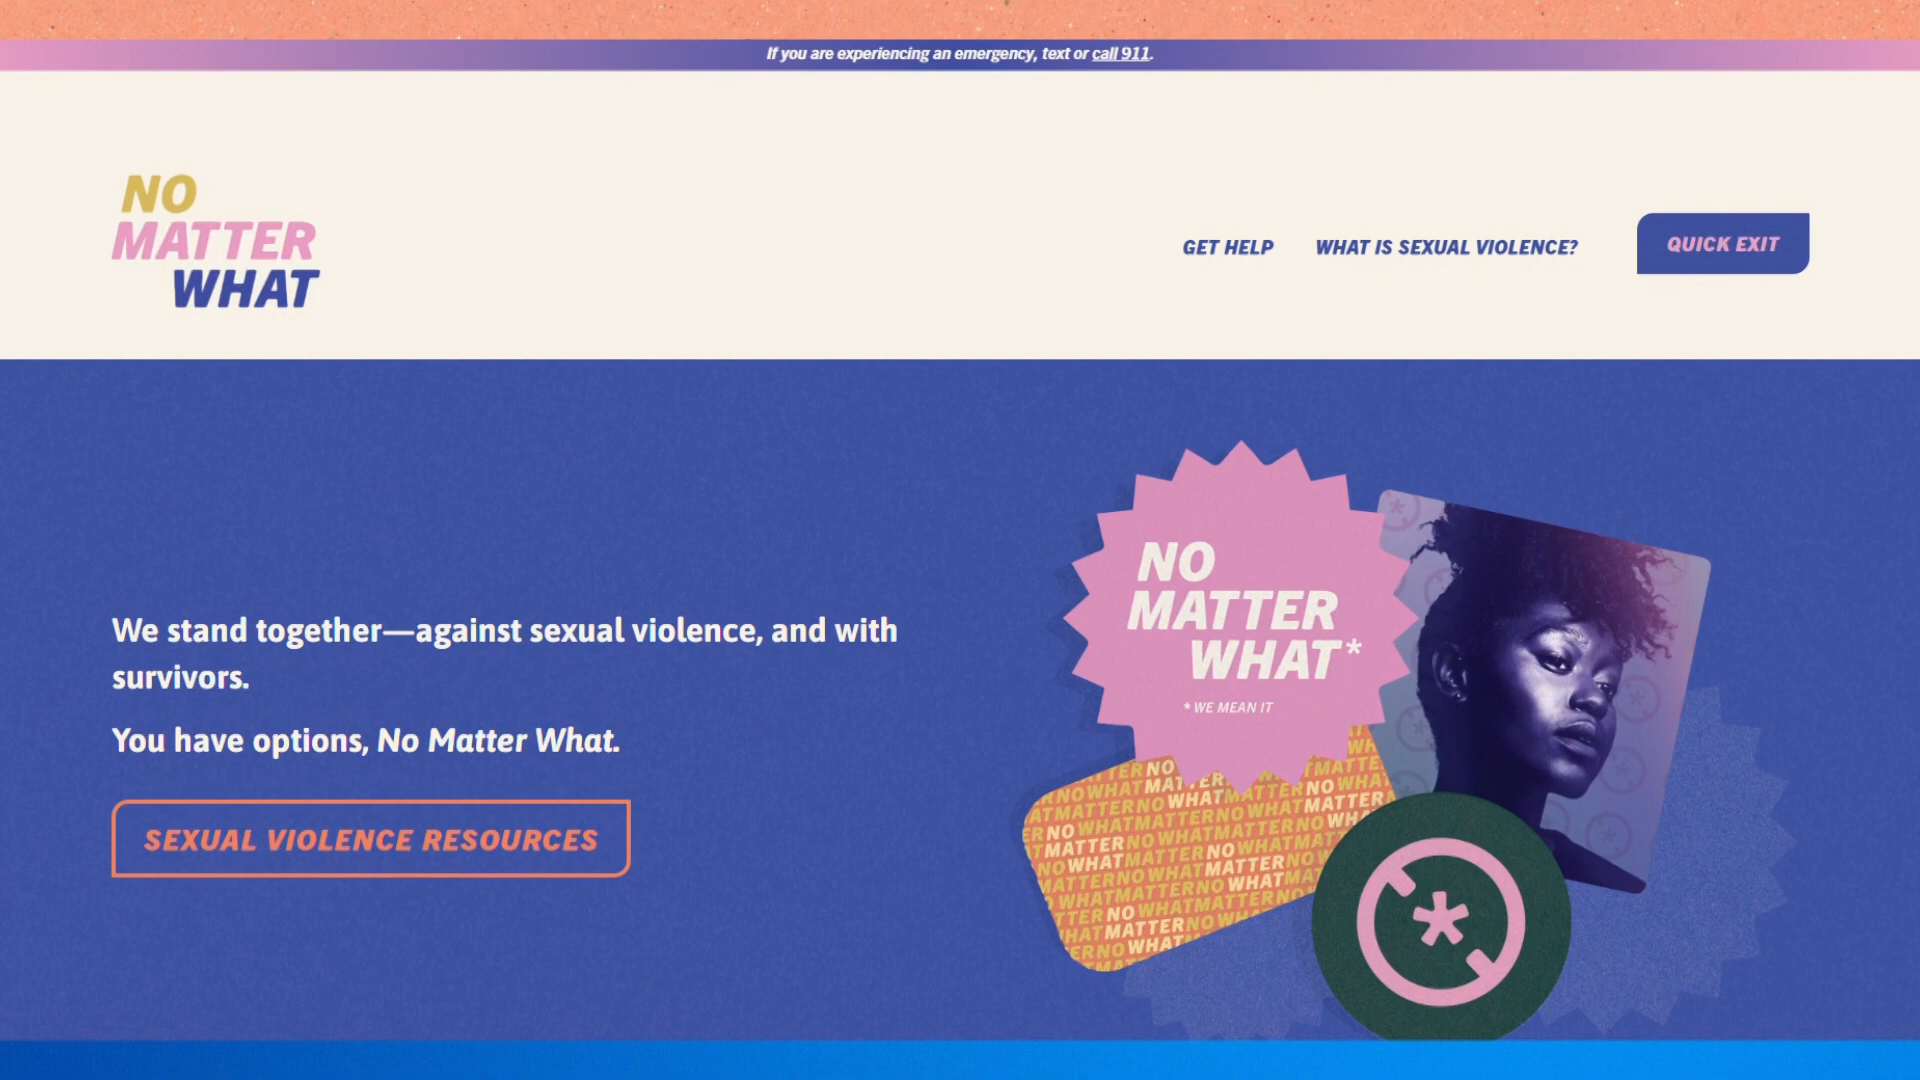 If you are experiencing an emergency, text or call 911.
NO
MATTER
WHAT
GET HELP
WHAT IS SEXUAL VIOLENCE?
QUICK EXIT
We stand together—against sexual violence, and with
survivors.
You have options, No Matter What.
SEXUAL VIOLENCE RESOURCES
NO
MATTER
WHAT*
* WE MEAN IT